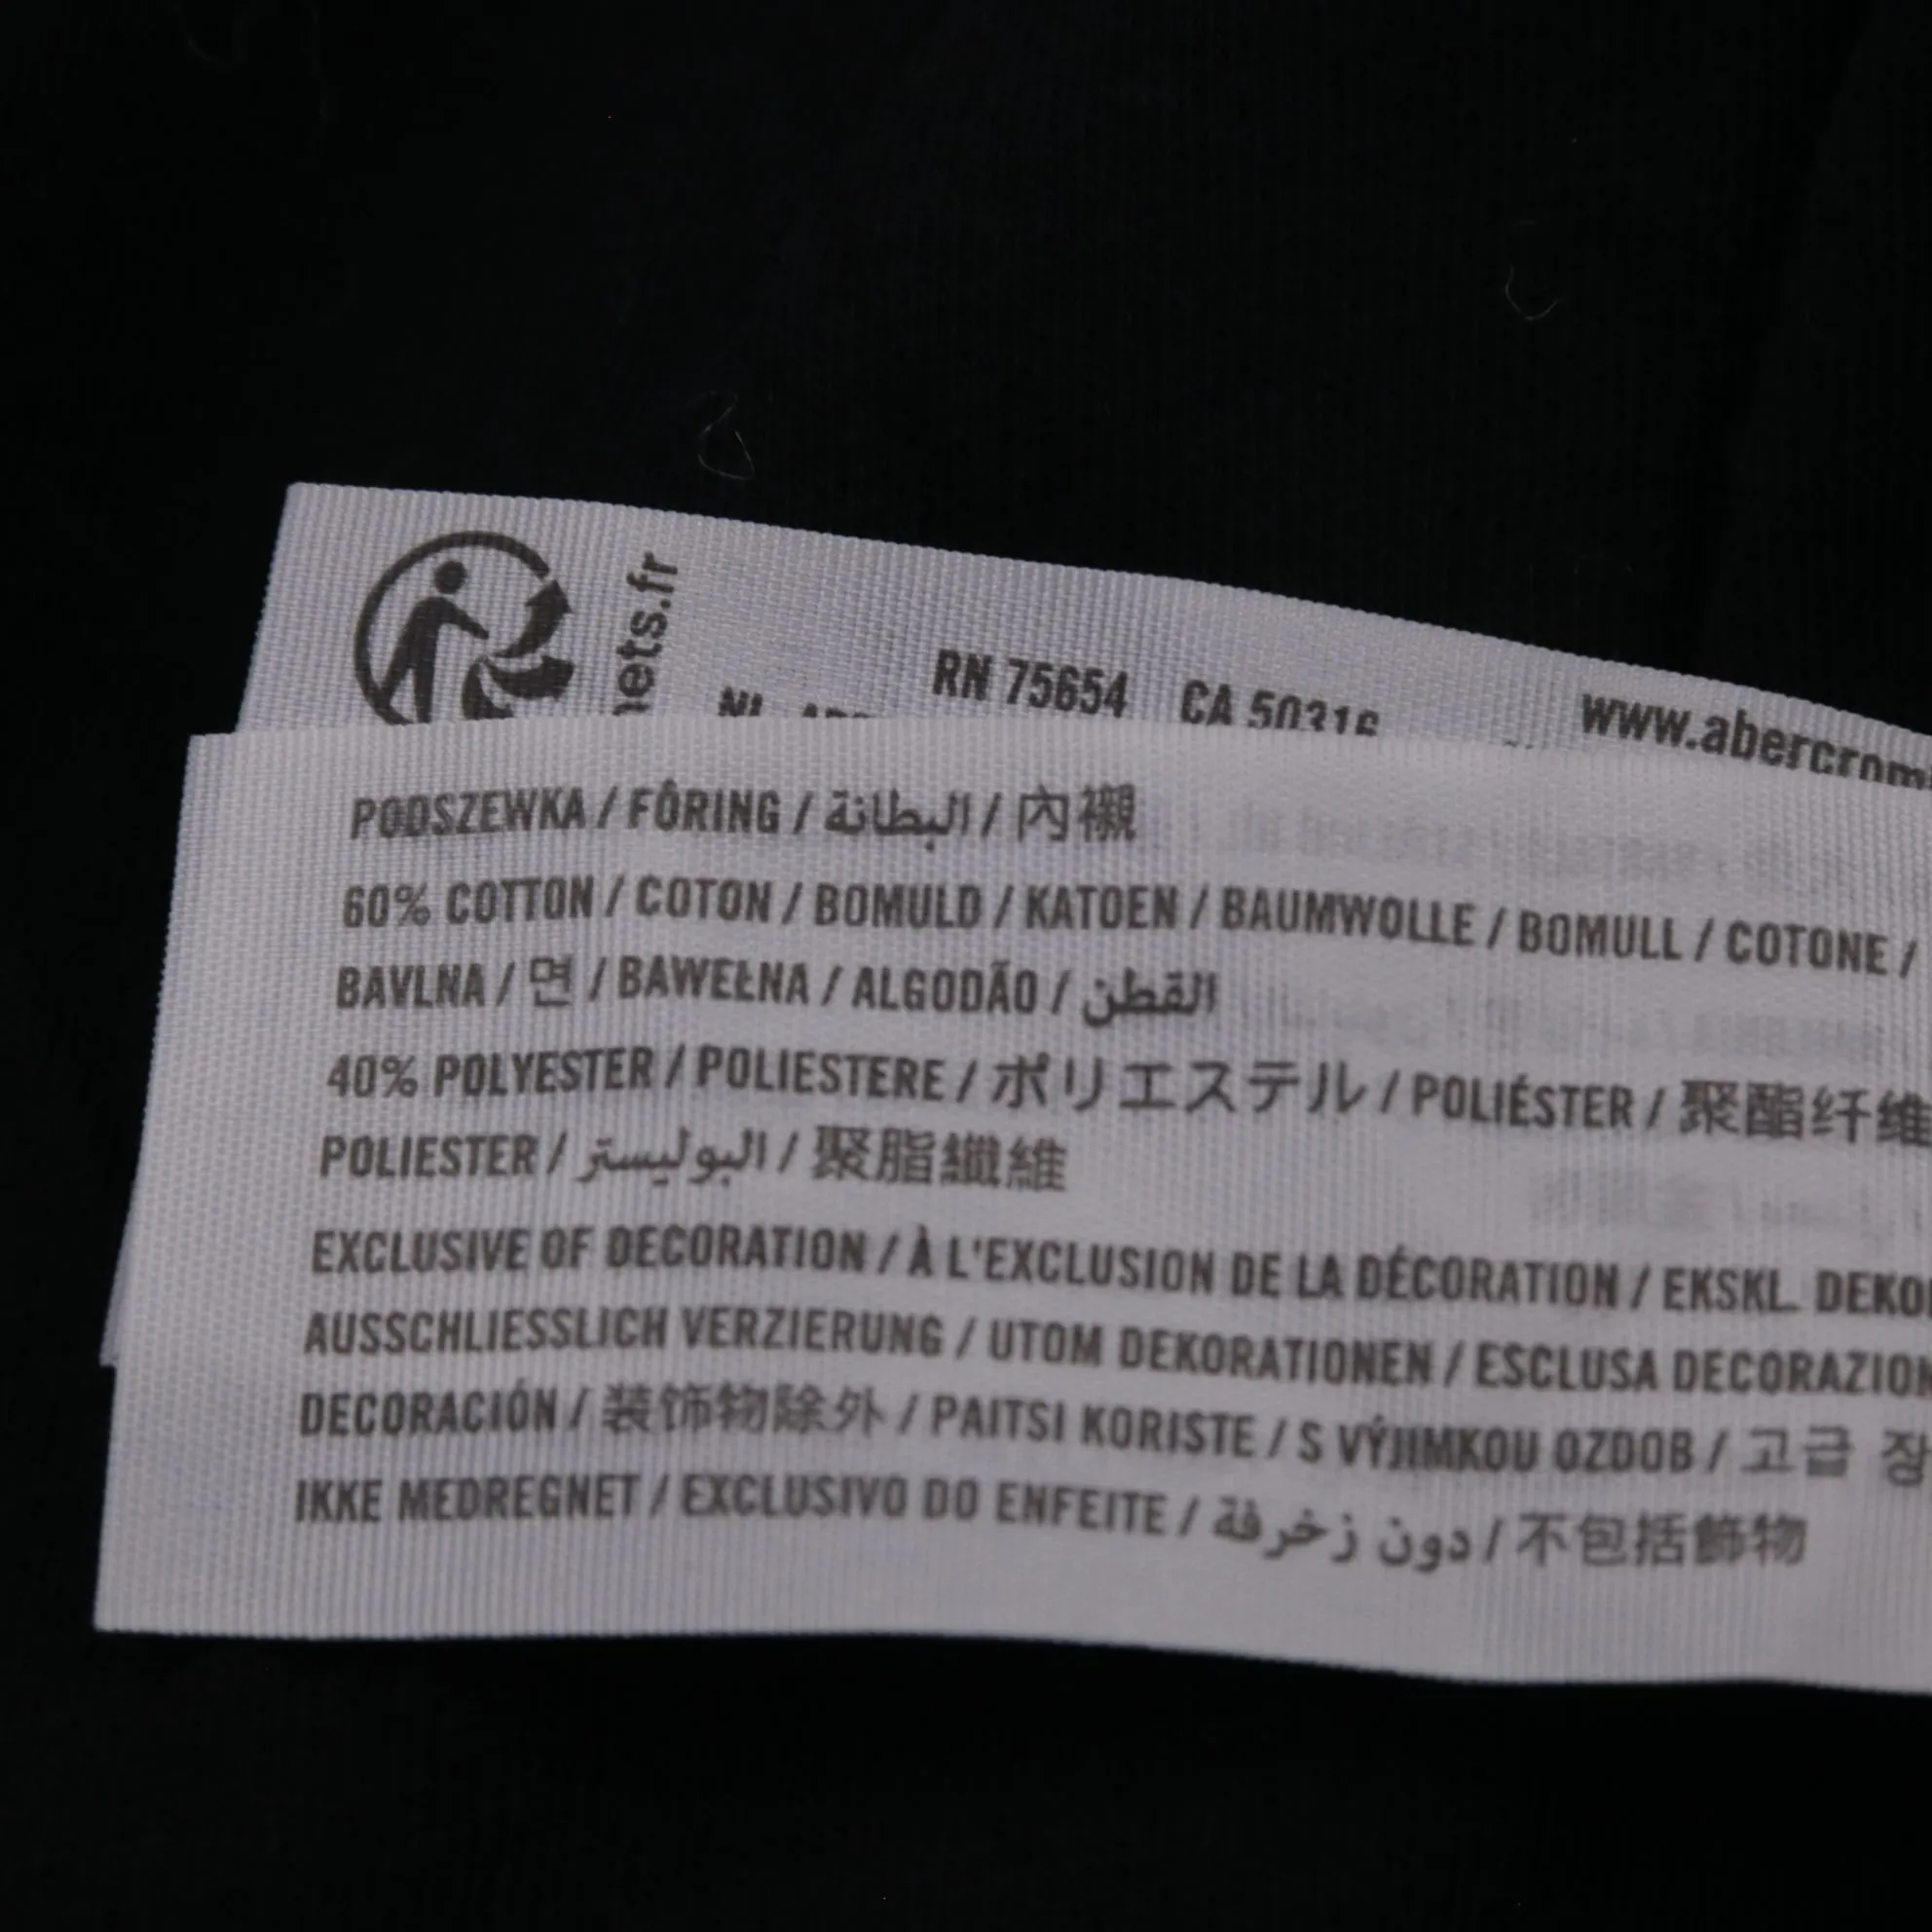 RN 75654 CA 50316
PODSZEWKA / FÔRING / البطانة / 內襯
60% COTTON / COTON / BOMULD / KATOEN / BAUMWOLLE / BOMULL / COTONE /
BAVLNA / 면 / BAWEŁNA / ALGODÃO / القطن
40% POLYESTER / POLIESTERE / ポリエステル / POLIÉSTER / 聚酯纤维
POLIESTER / البوليستر / 聚脂纖維
EXCLUSIVE OF DECORATION / À L'EXCLUSION DE LA DÉCORATION / EKSKL. DEKO
AUSSCHLIESSLICH VERZIERUNG / UTOM DEKORATIONEN / ESCLUSA DECORAZION
DECORACIÓN / 装饰物除外 / PAITSI KORISTE / S VÝJIMKOU OZDOB / 고급 장
IKKE MEDREGNET / EXCLUSIVO DO ENFEITE / دون زخرفة / 不包括飾物